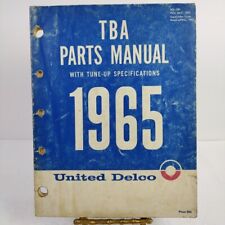 TBA
PARTS MANUAL
WITH TUNE-UP SPECIFICATIONS
1965
United Delco